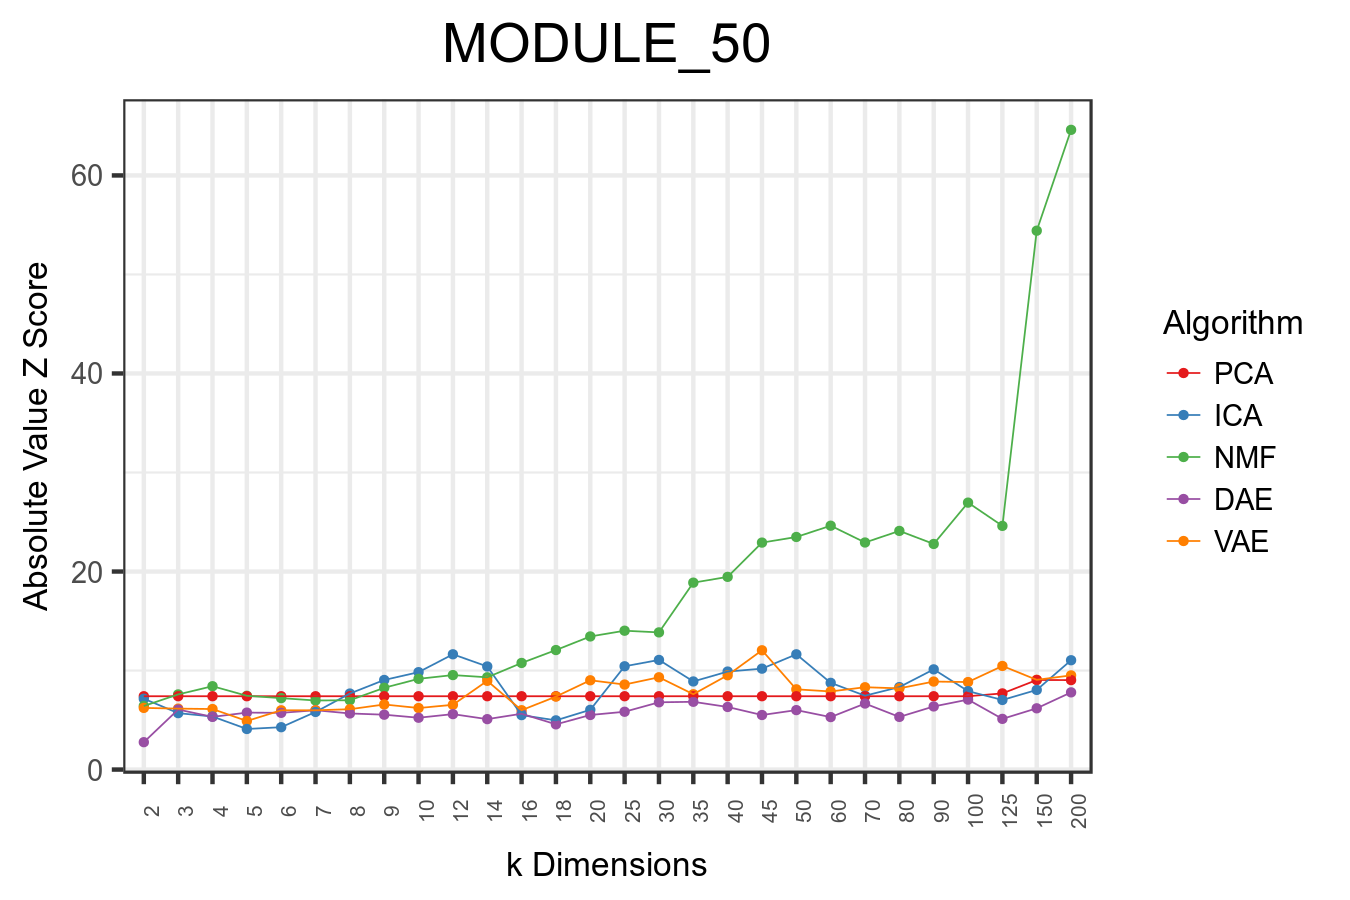 MODULE_50
Absolute Value Z Score
60
40
20
0
2 3 4 5 6 7 8 9 10 12 14 16 18 20 25 30 35 40 45 50 60 70 80 90 100 125 150 200
k Dimensions
Algorithm
PCA
ICA
NMF
DAE
VAE